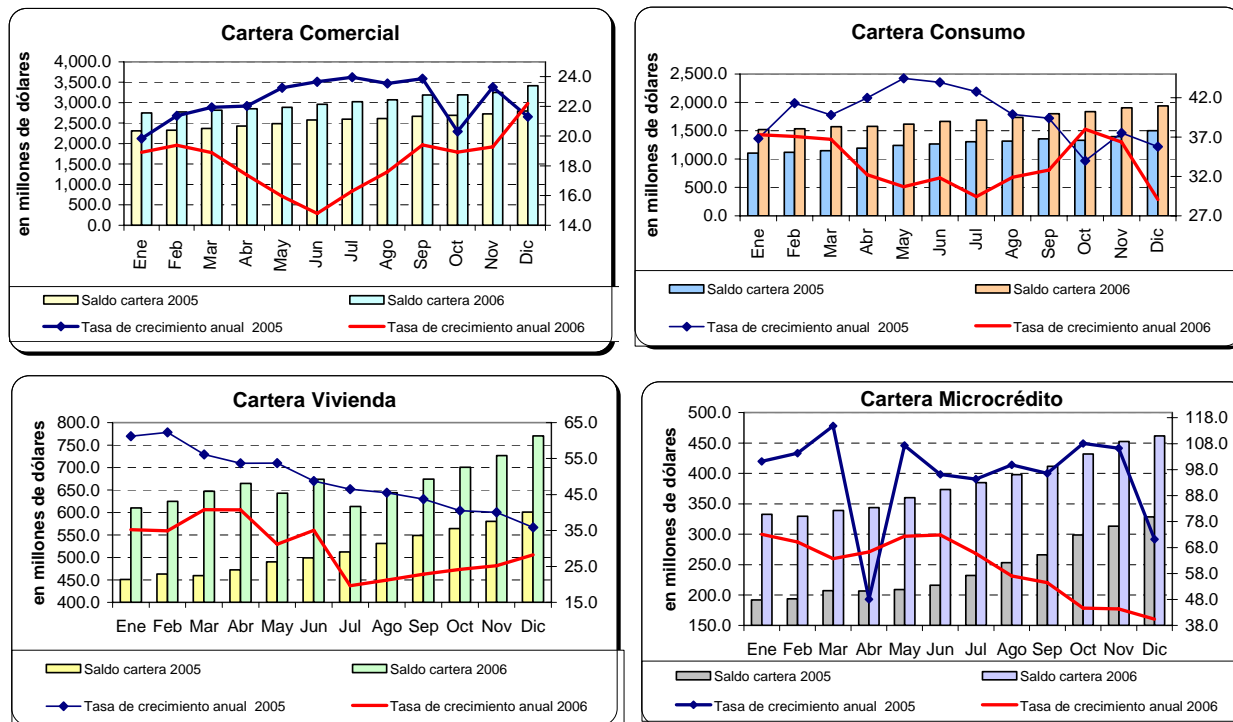 Cartera Comercial
en millones de dólares
4,000.0
3,500.0
3,000.0
2,500.0
2,000.0
1,500.0
1,000.0
500.0
0.0
24.0
22.0
20.0
18.0
16.0
14.0
Ene Feb Mar Abr May Jun Jul Ago Sep Oct Nov Dic
Saldo cartera 2005 Saldo cartera 2006
Tasa de crecimiento anual 2005 Tasa de crecimiento anual 2006
Cartera Consumo
en millones de dólares
2,500.0
2,000.0
1,500.0
1,000.0
500.0
0.0
42.0
37.0
32.0
27.0
Ene Feb Mar Abr May Jun Jul Ago Sep Oct Nov Dic
Saldo cartera 2005 Saldo cartera 2006
Tasa de crecimiento anual 2005 Tasa de crecimiento anual 2006
Cartera Vivienda
en millones de dólares
800.0
750.0
700.0
650.0
600.0
550.0
500.0
450.0
400.0
65.0
55.0
45.0
35.0
25.0
15.0
Ene Feb Mar Abr May Jun Jul Ago Sep Oct Nov Dic
Saldo cartera 2005 Saldo cartera 2006
Tasa de crecimiento anual 2005 Tasa de crecimiento anual 2006
Cartera Microcrédito
en millones de dólares
500.0
450.0
400.0
350.0
300.0
250.0
200.0
150.0
118.0
108.0
98.0
88.0
78.0
68.0
58.0
48.0
38.0
Ene Feb Mar Abr May Jun Jul Ago Sep Oct Nov Dic
Saldo cartera 2005 Saldo cartera 2006
Tasa de crecimiento anual 2005 Tasa de crecimiento anual 2006